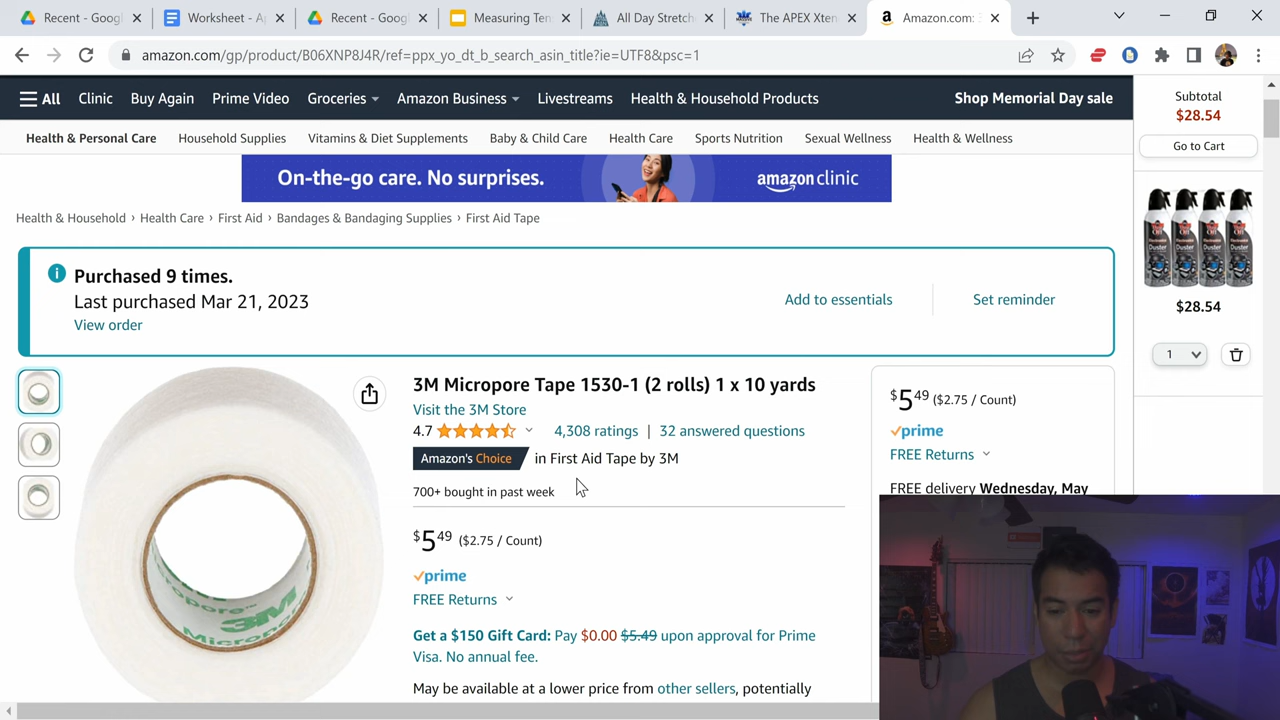 Recent - Googl
Worksheet - Ap
Recent - Googl
Measuring Ten
All Day Stretch
The APEX Xten
Amazon.com:
amazon.com/gp/product/B06XNP8J4R/ref=ppx_yo_dt_b_search_asin_title?ie=UTF8&psc=1
All Clinic Buy Again Prime Video Groceries Amazon Business Livestreams Health & Household Products Shop Memorial Day sale
Health & Personal Care Household Supplies Vitamins & Diet Supplements Baby & Child Care Health Care Sports Nutrition Sexual Wellness Health & Wellness
On-the-go care. No surprises. amazon clinic
Health & Household › Health Care › First Aid › Bandages & Bandaging Supplies › First Aid Tape
Purchased 9 times.
Last purchased Mar 21, 2023
View order
Add to essentials
Set reminder
3M Micropore Tape 1530-1 (2 rolls) 1 x 10 yards
Visit the 3M Store
4.7 4,308 ratings | 32 answered questions
Amazon's Choice in First Aid Tape by 3M
700+ bought in past week
$5 49 ($2.75 / Count)
prime
FREE Returns
Get a $150 Gift Card: Pay $0.00 $5.49 upon approval for Prime
Visa. No annual fee.
May be available at a lower price from other sellers, potentially
$5 49 ($2.75 / Count)
prime
FREE Returns
FREE delivery Wednesday, May
Subtotal
$28.54
Go to Cart
$28.54
1
3M